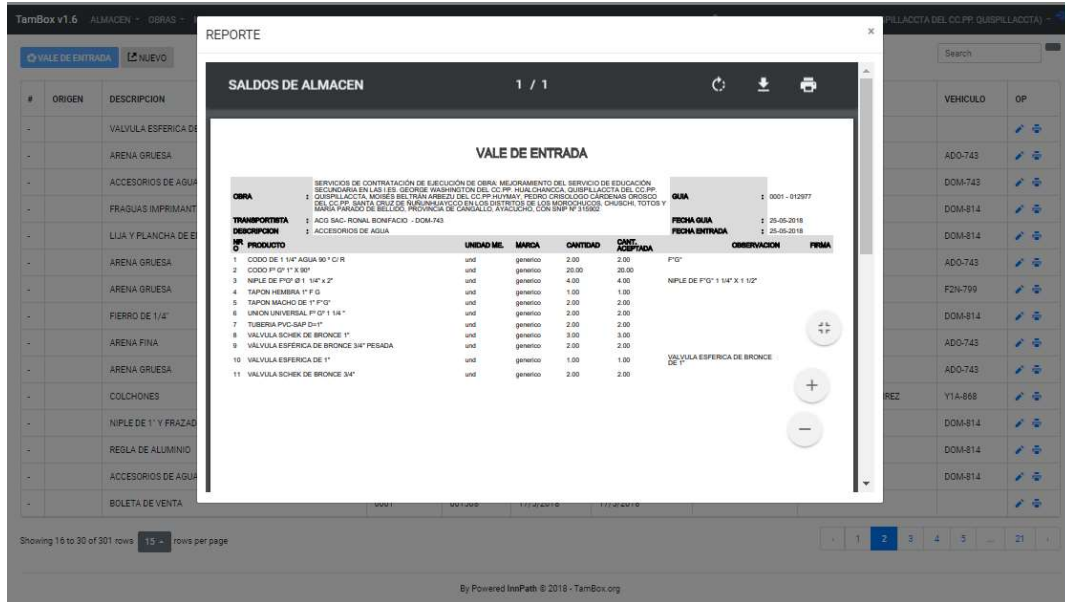 TamBox v1.6 ALMACEN OBRAS
PILLACCTA DEL CC.PP. QUISPILLACCTA)
REPORTE
×
VALE DE ENTRADA NUEVO
Search
SALDOS DE ALMACEN 1 / 1
# ORIGEN DESCRIPCION VEHICULO OP
VALE DE ENTRADA
OBRA : SERVICIOS DE CONTRATACIÓN DE EJECUCIÓN DE OBRA: MEJORAMIENTO DEL SERVICIO DE EDUCACIÓN
SECUNDARIA EN LAS I.ES. GEORGE WASHINGTON DEL CC.PP. HUALCHANCCA, QUISPILLACCTA DEL CC.PP.
QUISPILLACCTA, MOISÉS BELTRÁN ARBEZU DEL CC.PP.HUYMAY, PEDRO CRISOLOGO CÁRDENAS OROSCO
DEL CC.PP. SANTA CRUZ DE ÑUÑUNHUAYCCO EN LOS DISTRITOS DE LOS MOROCHUCOS, CHUSCHI, TOTOS Y
MARÍA PARADO DE BELLIDO, PROVINCIA DE CANGALLO, AYACUCHO, CON SNIP Nº 315902
GUIA : 0001 - 012977
TRANSPORTISTA : ACG SAC- RONAL BONIFACIO - DOM-743 FECHA GUIA : 25-05-2018
DESCRIPCION : ACCESORIOS DE AGUA FECHA ENTRADA : 25-05-2018
NRO PRODUCTO UNIDAD ME. MARCA CANTIDAD CANT. ACEPTADA OBSERVACION FIRMA
1 CODO DE 1 1/4" AGUA 90 º C/ R und generico 2.00 2.00 F"G"
2 CODO Fº Gº 1" X 90º und generico 20.00 20.00
3 NIPLE DE FºGº Ø 1 1/4" x 2" und generico 4.00 4.00 NIPLE DE F"G" 1 1/4" X 1 1/2"
4 TAPON HEMBRA 1" F.G und generico 1.00 1.00
5 TAPON MACHO DE 1" F"G" und generico 2.00 2.00
6 UNION UNIVERSAL Fº Gº 1 1/4 " und generico 2.00 2.00
7 TUBERIA PVC-SAP D=1" und generico 2.00 2.00
8 VALVULA SCHEK DE BRONCE 1" und generico 3.00 3.00
9 VÁLVULA ESFÉRICA DE BRONCE 3/4" PESADA und generico 2.00 2.00
10 VALVULA ESFERICA DE 1" und generico 1.00 1.00 VALVULA ESFERICA DE BRONCE DE 1"
11 VALVULA SCHEK DE BRONCE 3/4" und generico 2.00 2.00
- VALVULA ESFERICA DE
- ARENA GRUESA ADO-743
- ACCESORIOS DE AGUA DOM-743
- FRAGUAS IMPRIMANT DOM-814
- LIJA Y PLANCHA DE DOM-814
- ARENA GRUESA ADO-743
- ARENA GRUESA F2N-799
- FIERRO DE 1/4" DOM-814
- ARENA FINA ADO-743
- ARENA GRUESA ADO-743
- COLCHONES REZ Y1A-868
- NIPLE DE 1" Y FRAZAD DOM-814
- REGLA DE ALUMINIO DOM-814
- ACCESORIOS DE AGUA DOM-814
- BOLETA DE VENTA
Showing 16 to 30 of 301 rows 15 rows per page
‹ 1 2 3 4 5 ... 21 ›
By Powered InnPath © 2018 - TamBox.org